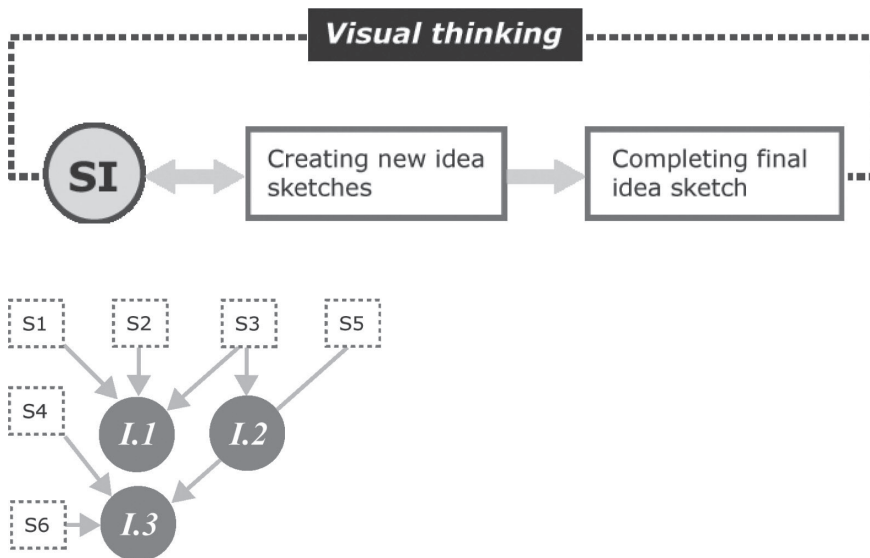 Visual thinking
SI
Creating new idea
sketches
Completing final
idea sketch
S1
S2
S3
S5
S4
I.1
I.2
S6
I.3